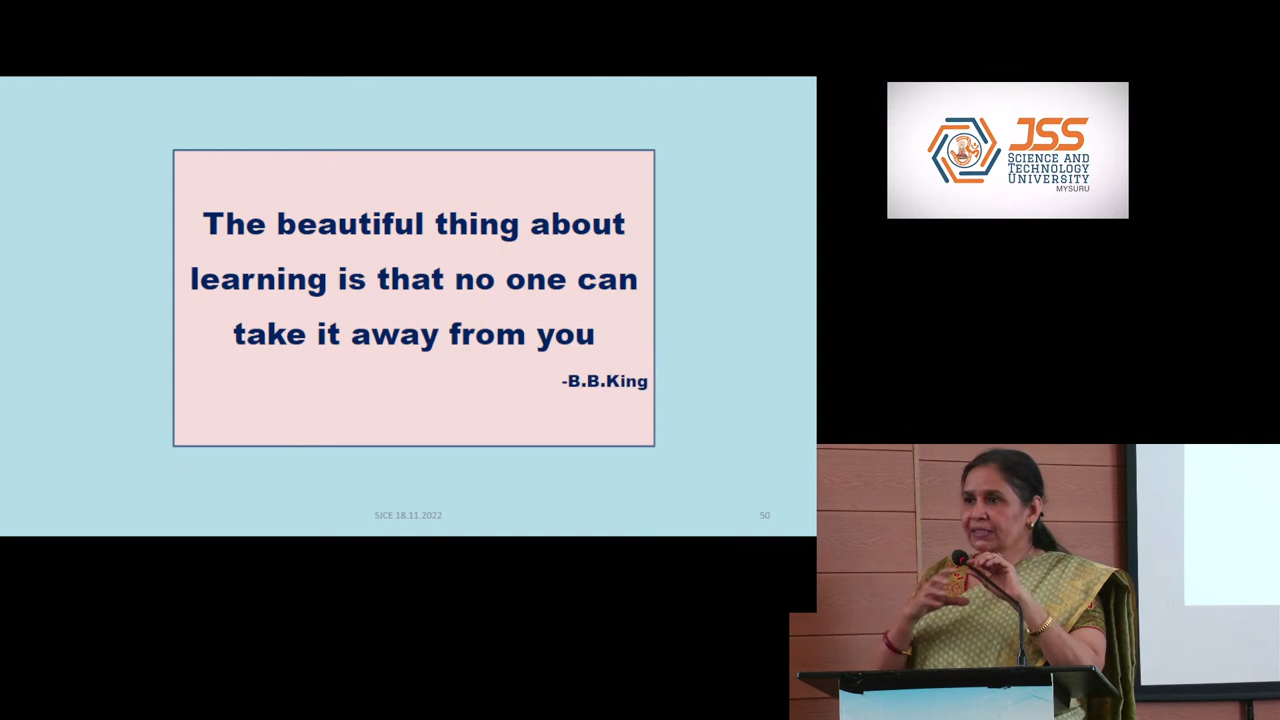 The beautiful thing about
learning is that no one can
take it away from you
-B.B.King
SJCE 18.11.2022
50
JSS
SCIENCE AND
TECHNOLOGY
UNIVERSITY
MYSURU